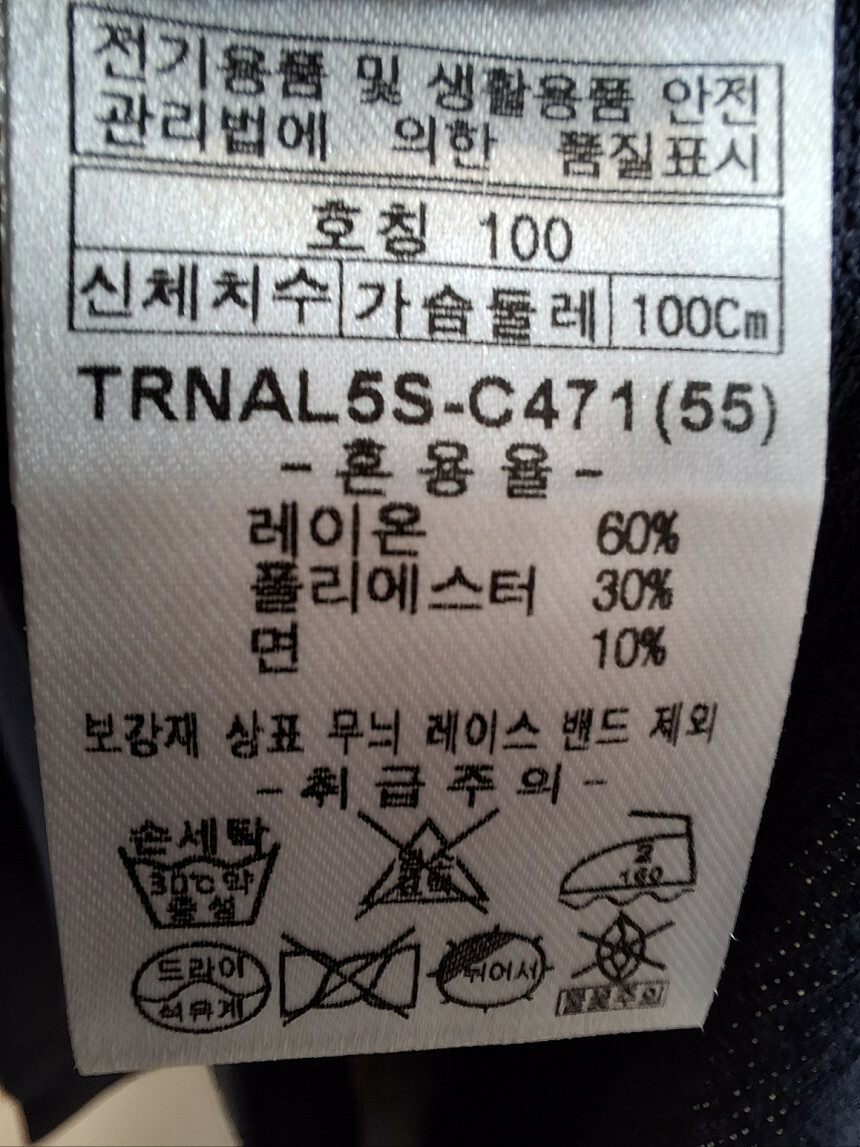 전기용품 및 생활용품 안전
관리법에 의한 품질표시
호칭 100
신체치수 가슴둘레 100Cm
TRNAL5S-C471(55)
- 혼용율 -
레이온 60%
폴리에스터 30%
면 10%
보강재 상표 무늬 레이스 밴드 제외
- 취급주의 -
손세탁
30℃ 약
물살
2
160
드라이
석유계
뉘어서